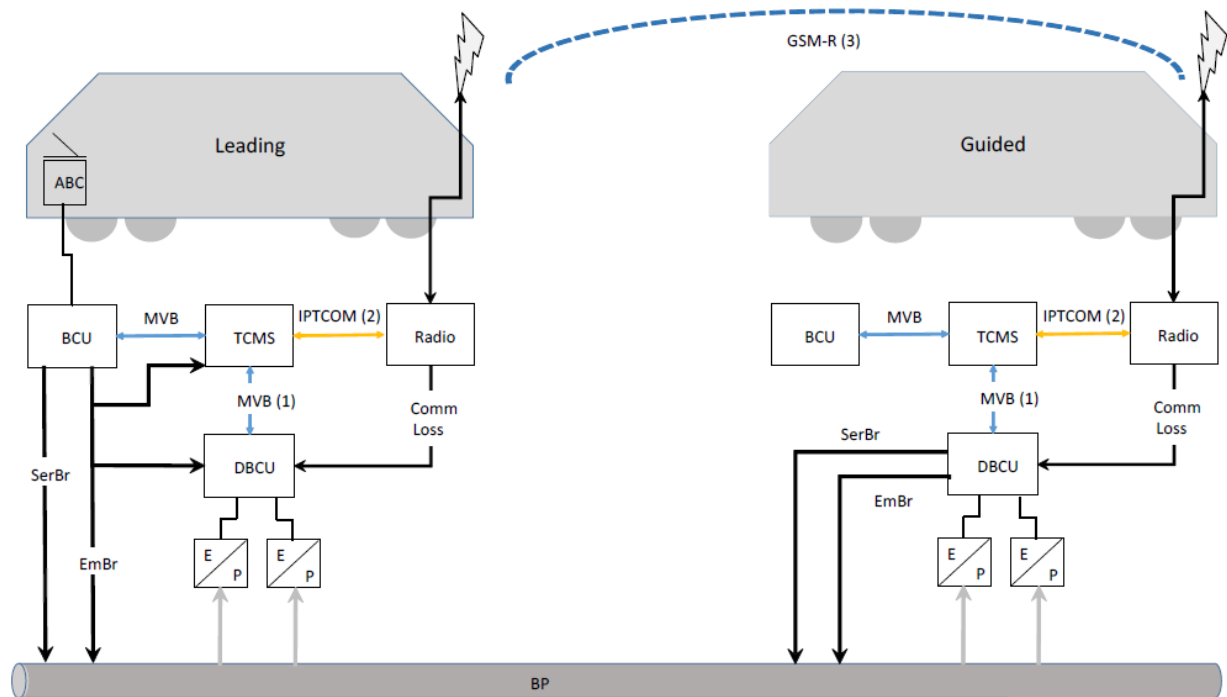 GSM-R (3)
Leading
Guided
ABC
BCU
MVB
TCMS
IPTCOM (2)
Radio
MVB (1)
Comm
Loss
DBCU
SerBr
EmBr
E
P
E
P
BCU
MVB
TCMS
IPTCOM (2)
Radio
MVB (1)
Comm
Loss
SerBr
DBCU
EmBr
E
P
E
P
BP